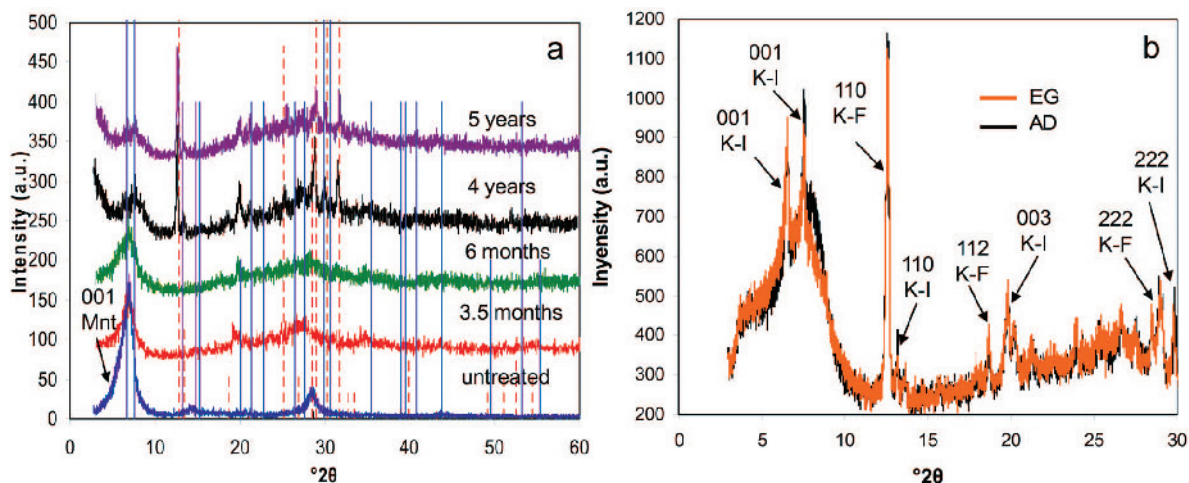 a
500
450
400
350
300
250
200
150
100
50
0
Intensity (a.u.)
5 years
4 years
6 months
3.5 months
untreated
001
Mnt
0 10 20 30 40 50 60
°2θ
b
1200
1100
1000
900
800
700
600
500
400
300
200
Inyensity (a.u.)
001
K-I
001
K-I
110
K-F
110
K-I
112
K-F
003
K-I
222
K-F
222
K-I
EG
AD
0 5 10 15 20 25 30
°2θ